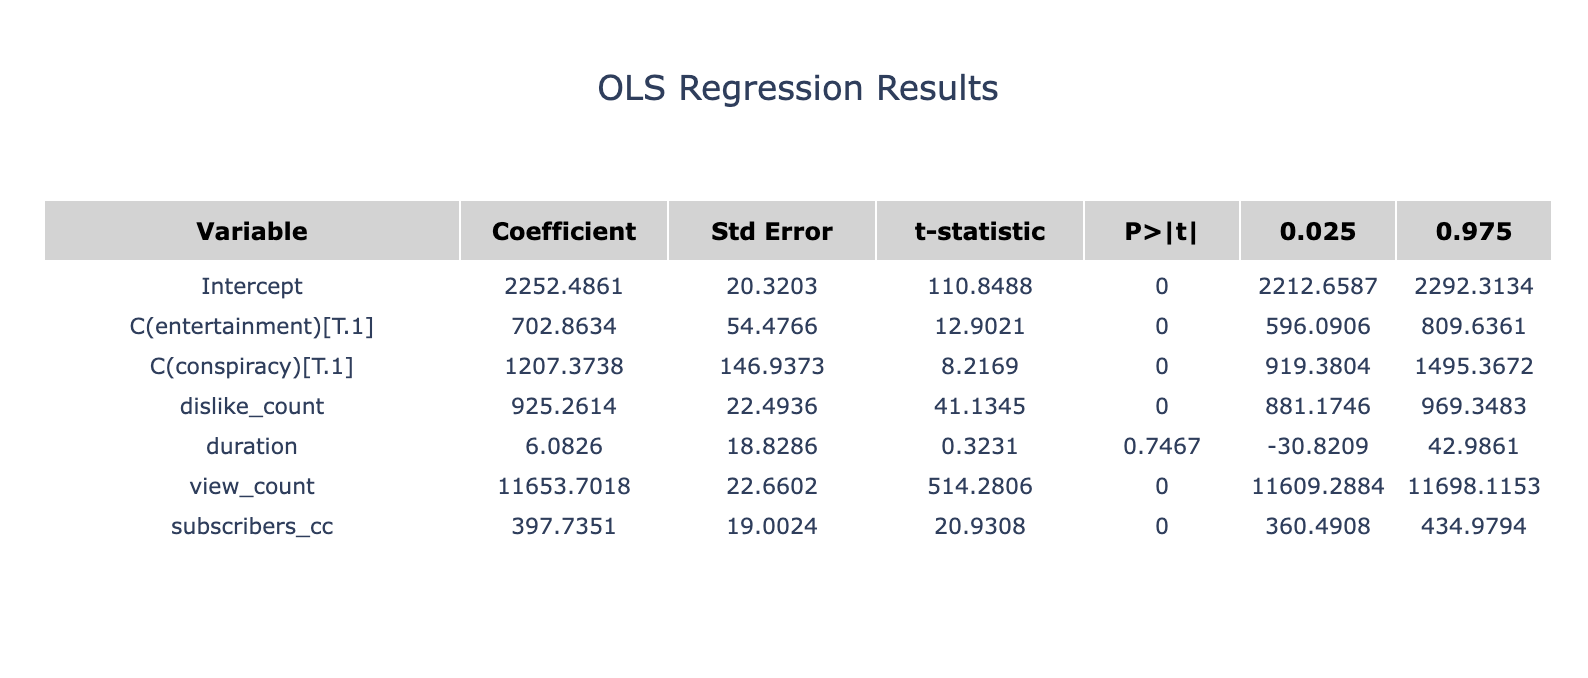 OLS Regression Results
Variable Coefficient Std Error t-statistic P>|t| 0.025 0.975
Intercept 2252.4861 20.3203 110.8488 0 2212.6587 2292.3134
C(entertainment)[T.1] 702.8634 54.4766 12.9021 0 596.0906 809.6361
C(conspiracy)[T.1] 1207.3738 146.9373 8.2169 0 919.3804 1495.3672
dislike_count 925.2614 22.4936 41.1345 0 881.1746 969.3483
duration 6.0826 18.8286 0.3231 0.7467 -30.8209 42.9861
view_count 11653.7018 22.6602 514.2806 0 11609.2884 11698.1153
subscribers_cc 397.7351 19.0024 20.9308 0 360.4908 434.9794